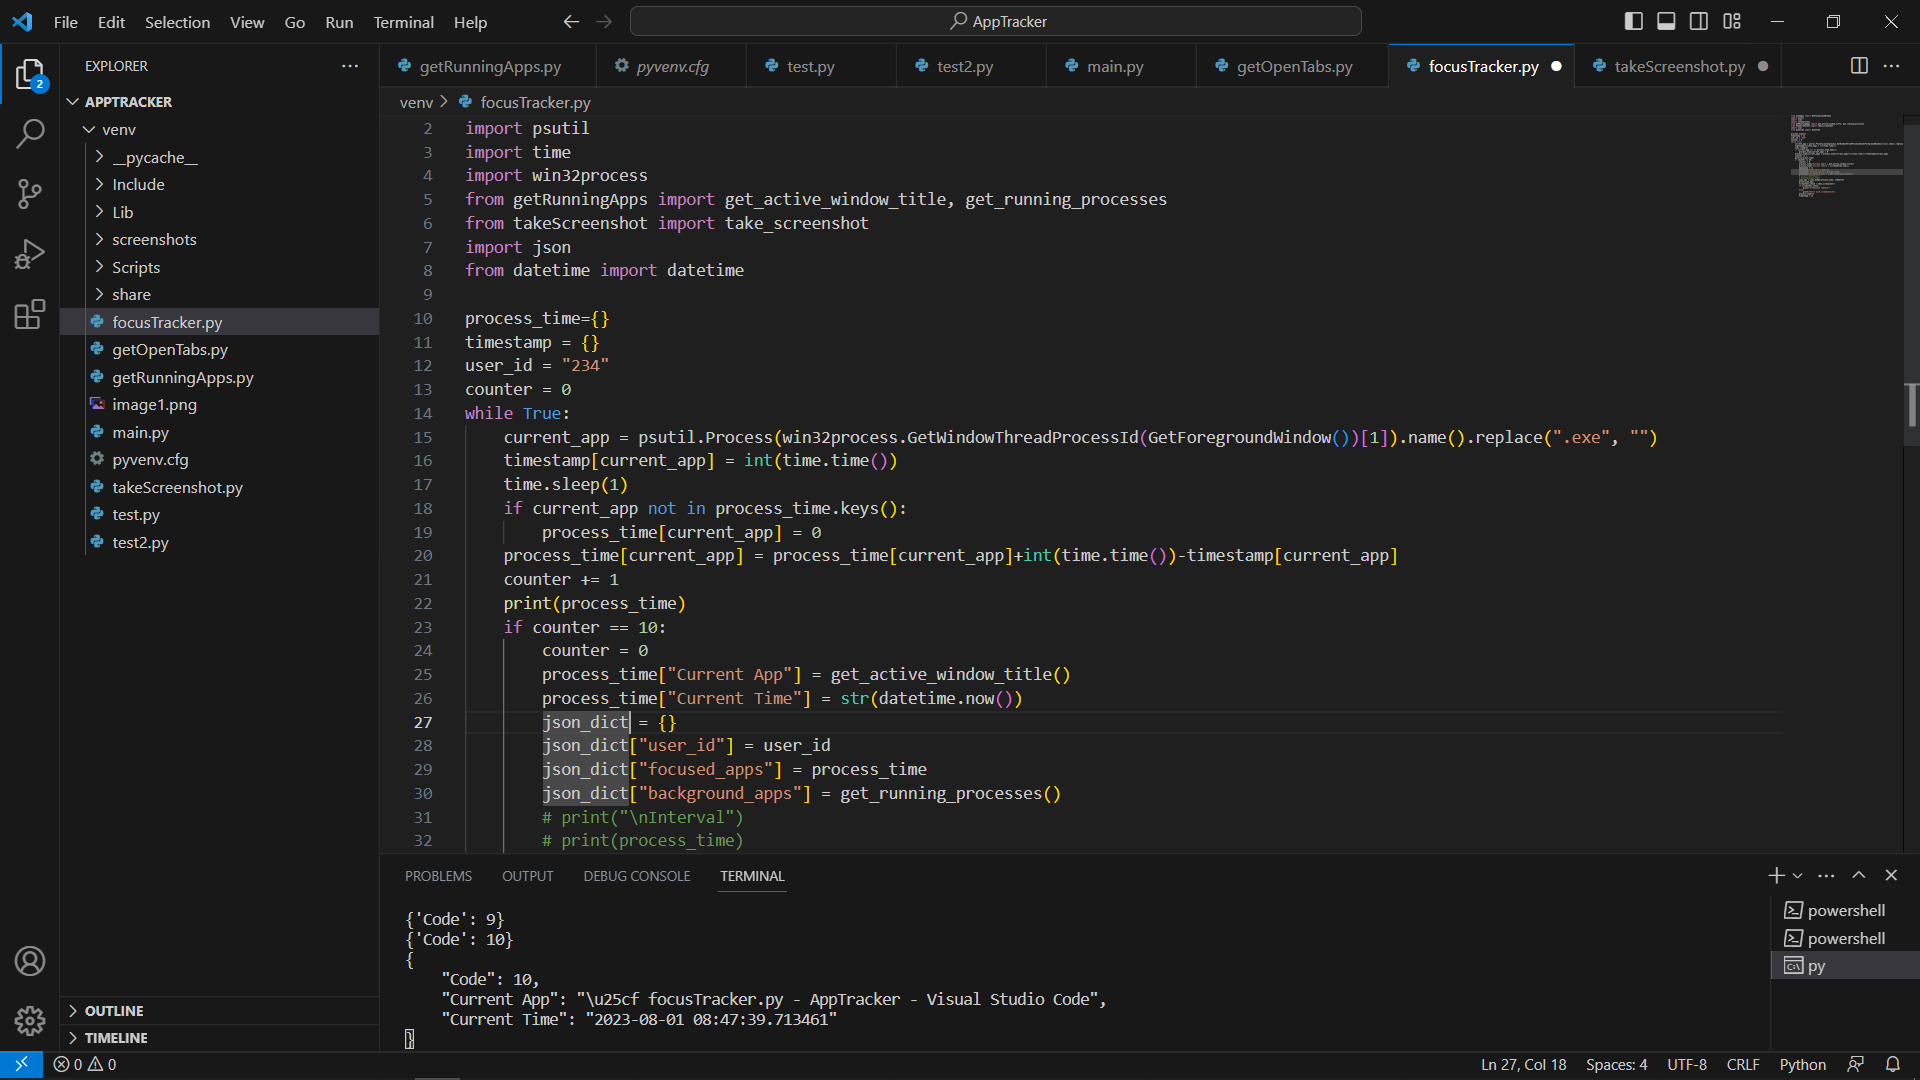 File Edit Selection View Go Run Terminal Help
AppTracker
EXPLORER
APPTRACKER
venv
__pycache__
Include
Lib
screenshots
Scripts
share
focusTracker.py
getOpenTabs.py
getRunningApps.py
image1.png
main.py
pyvenv.cfg
takeScreenshot.py
test.py
test2.py
OUTLINE
TIMELINE
2
getRunningApps.py pyvenv.cfg test.py test2.py main.py getOpenTabs.py focusTracker.py takeScreenshot.py
venv > focusTracker.py
2 import psutil
3 import time
4 import win32process
5 from getRunningApps import get_active_window_title, get_running_processes
6 from takeScreenshot import take_screenshot
7 import json
8 from datetime import datetime
9
10 process_time={}
11 timestamp = {}
12 user_id = "234"
13 counter = 0
14 while True:
15 current_app = psutil.Process(win32process.GetWindowThreadProcessId(GetForegroundWindow())[1]).name().replace(".exe", "")
16 timestamp[current_app] = int(time.time())
17 time.sleep(1)
18 if current_app not in process_time.keys():
19 process_time[current_app] = 0
20 process_time[current_app] = process_time[current_app]+int(time.time())-timestamp[current_app]
21 counter += 1
22 print(process_time)
23 if counter == 10:
24 counter = 0
25 process_time["Current App"] = get_active_window_title()
26 process_time["Current Time"] = str(datetime.now())
27 json_dict = {}
28 json_dict["user_id"] = user_id
29 json_dict["focused_apps"] = process_time
30 json_dict["background_apps"] = get_running_processes()
31 # print("\nInterval")
32 # print(process_time)
PROBLEMS OUTPUT DEBUG CONSOLE TERMINAL
{'Code': 9}
{'Code': 10}
{
"Code": 10,
"Current App": "\u25cf focusTracker.py - AppTracker - Visual Studio Code",
"Current Time": "2023-08-01 08:47:39.713461"
}
powershell
powershell
py
0 0
Ln 27, Col 18 Spaces: 4 UTF-8 CRLF Python